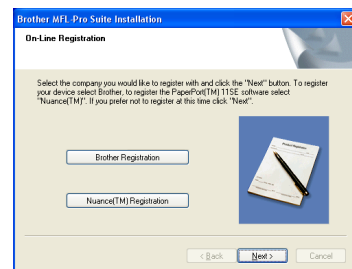 Brother MFL-Pro Suite Installation
On-Line Registration
Select the company you would like to register with and click the "Next" button. To register
your device select Brother, to register the PaperPort(TM) 11SE software select
"Nuance(TM)". If you prefer not to register at this time click "Next".
Brother Registration
Nuance(TM) Registration
Product Registration
< Back
Next >
Cancel